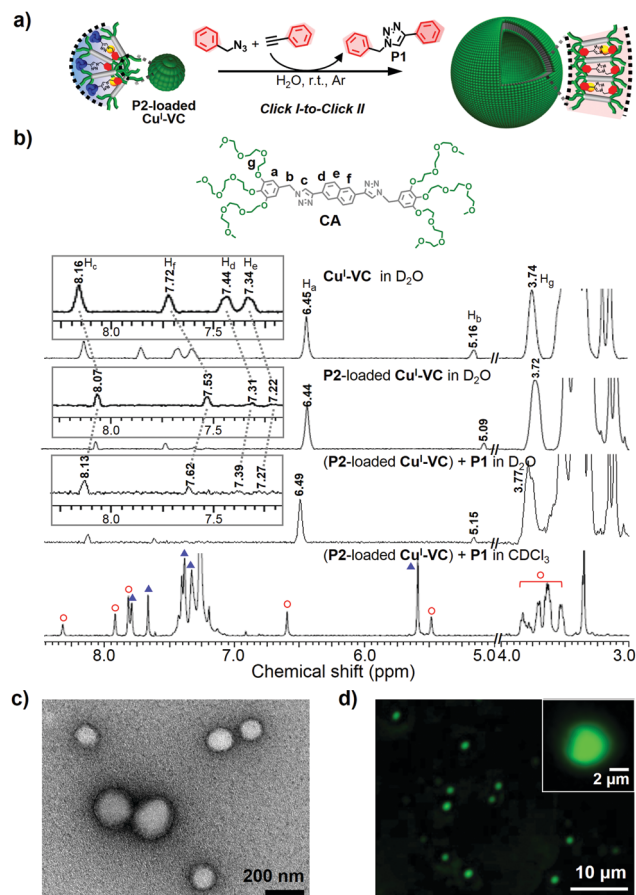 a)
N₃ +
N=N
N
P1
P2-loaded
Cuᴵ-VC
H₂O, r.t., Ar
Click I-to-Click II
b)
g
a
b
c
d
e
f
N=N
N
N=N
N
O
CA
8.16 Hc
7.72 Hf
7.44 Hd
7.34 He
Ha
6.45
Cuᴵ-VC in D₂O
Hb
5.16
3.74 Hg
8.0 7.5
8.07
7.53
7.31
7.22
P2-loaded Cuᴵ-VC in D₂O
6.44
5.09
3.72
8.0 7.5
8.13
7.62
7.39
7.27
(P2-loaded Cuᴵ-VC) + P1 in D₂O
6.49
5.15
3.77
8.0 7.5
(P2-loaded Cuᴵ-VC) + P1 in CDCl₃
8.0 7.0 6.0 5.0 4.0 3.0
Chemical shift (ppm)
c)
200 nm
d)
2 μm
10 μm